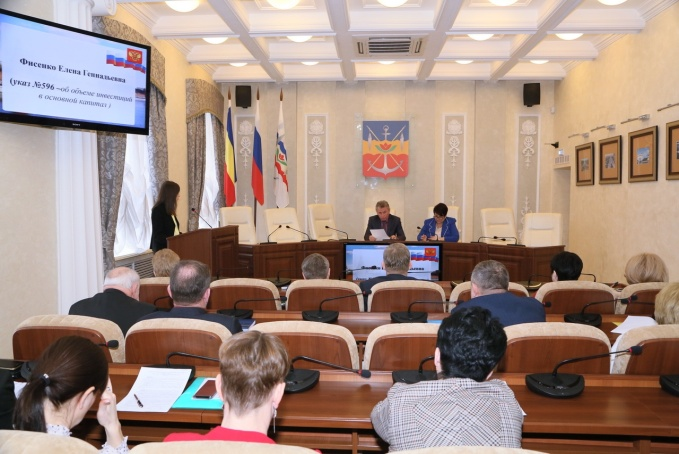 Фисенко Елена Геннадьевна
(указ №596 –об объеме инвестиций
в основной капитал )